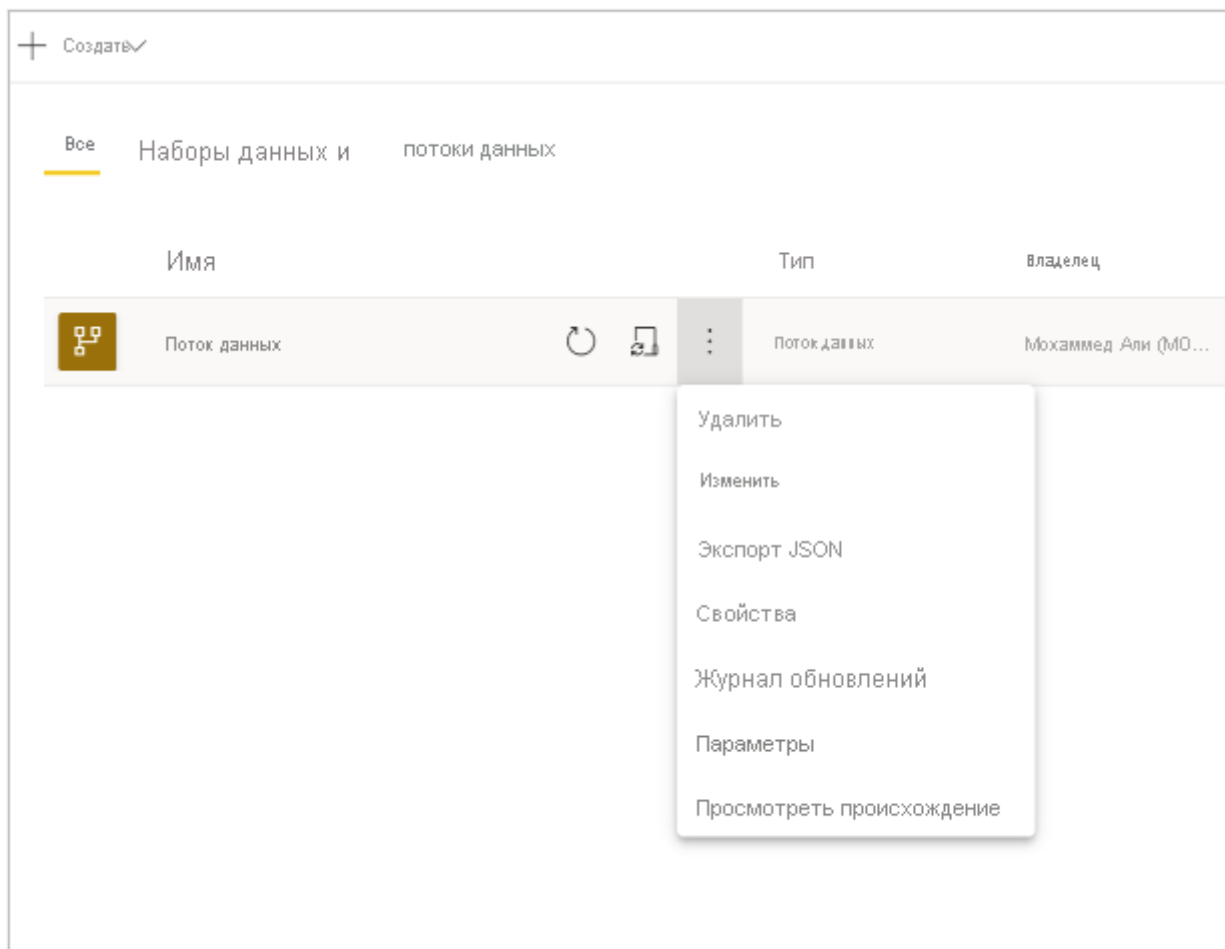 Создать
Все Наборы данных и потоки данных
Имя Тип Владелец
Поток данных Поток данных Мохаммед Али (МО...
Удалить
Изменить
Экспорт JSON
Свойства
Журнал обновлений
Параметры
Просмотреть происхождение